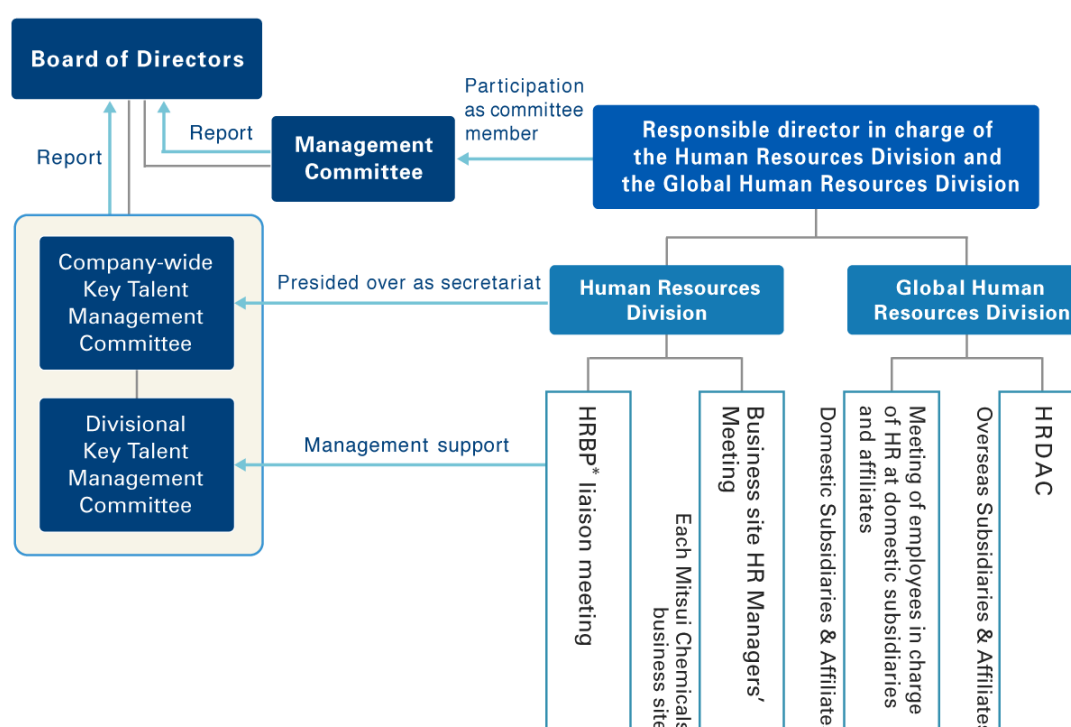 Board of Directors
Participation
as committee
member
Report
Report
Management
Committee
Responsible director in charge of
the Human Resources Division and
the Global Human Resources Division
Company-wide
Key Talent
Management
Committee
Presided over as secretariat
Human Resources
Division
Global Human
Resources Division
Divisional
Key Talent
Management
Committee
Management support
HRBP* liaison meeting
Each Mitsui Chemicals
business site
Business site HR Managers'
Meeting
Domestic Subsidiaries & Affiliate
Meeting of employees in charge
of HR at domestic subsidiaries
and affiliates
Overseas Subsidiaries & Affiliates
HRDAC